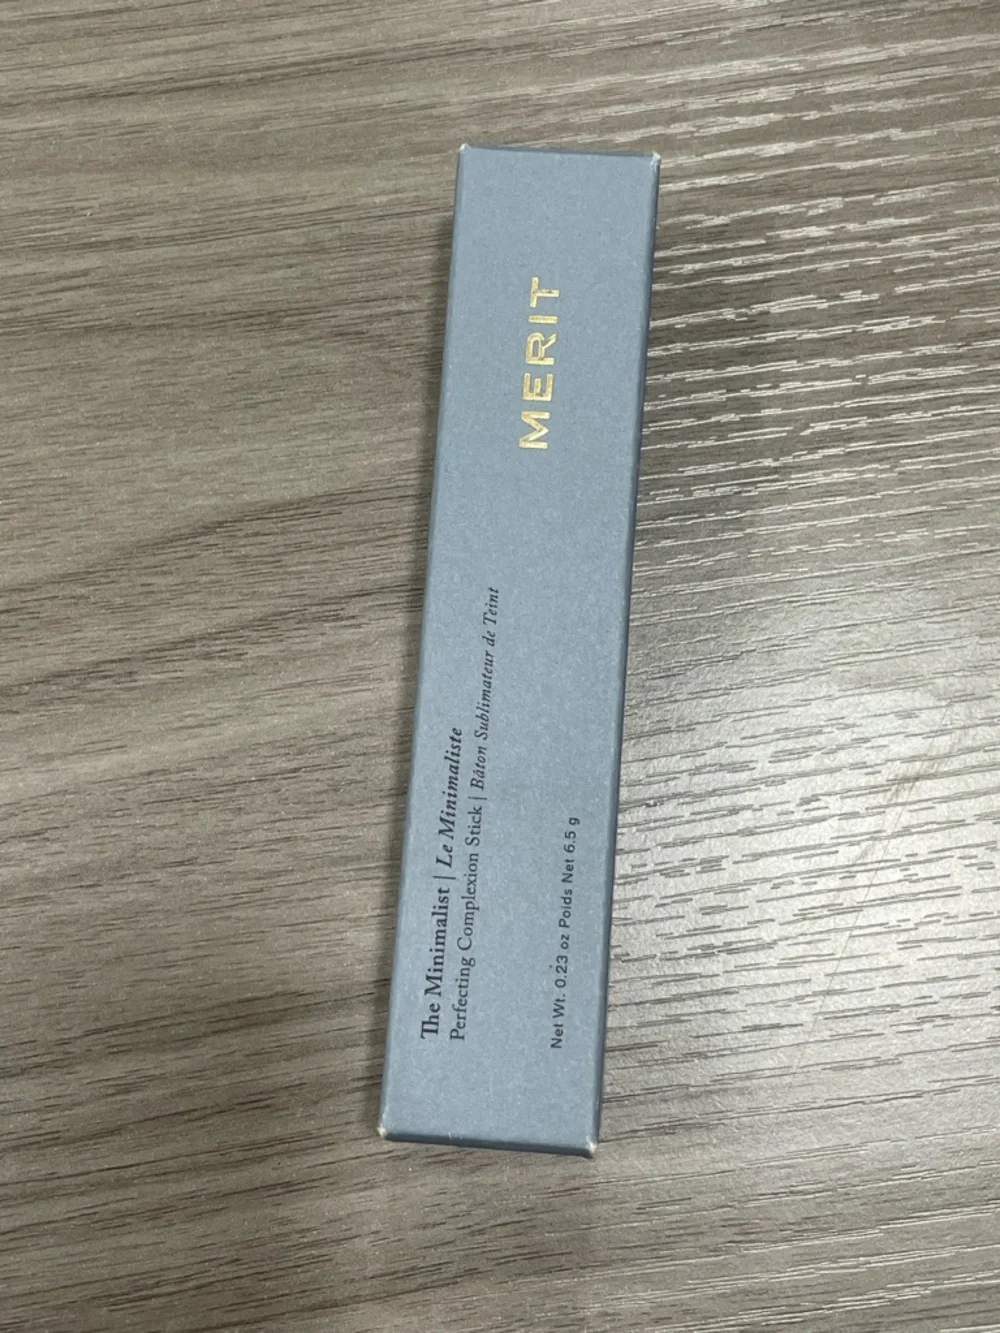 MERIT
The Minimalist | Le Minimaliste
Perfecting Complexion Stick | Bâton Sublimateur de Teint
Net Wt. 0.23 oz Poids Net 6.5 g